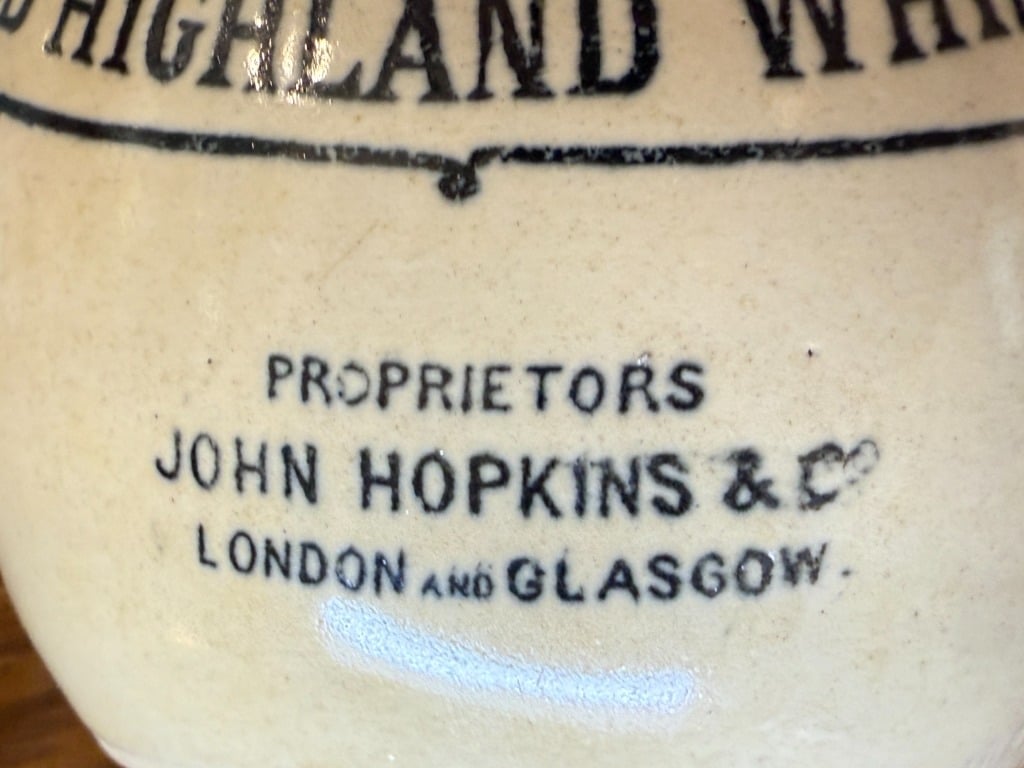 HIGHLAND
PROPRIETORS
JOHN HOPKINS & Cº
LONDON AND GLASGOW.